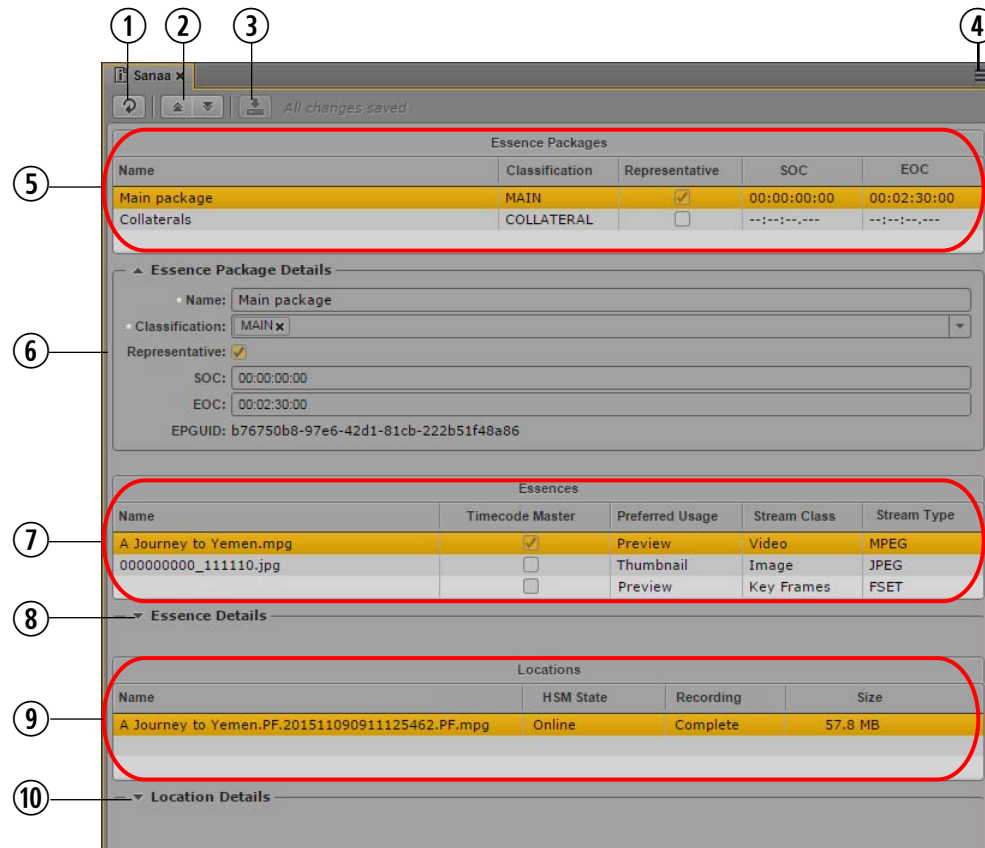 1 2 3 4
Sanaa
All changes saved
5
Essence Packages
Name Classification Representative SOC EOC
Main package MAIN 00:00:00:00 00:02:30:00
Collaterals COLLATERAL --:--:--.--- --:--:--.---
6
Essence Package Details
* Name: Main package
* Classification: MAIN x
Representative:
SOC: 00:00:00:00
EOC: 00:02:30:00
EPGUID: b76750b8-97e6-42d1-81cb-222b51f48a86
7
Essences
Name Timecode Master Preferred Usage Stream Class Stream Type
A Journey to Yemen.mpg Preview Video MPEG
000000000_111110.jpg Thumbnail Image JPEG
Preview Key Frames FSET
8 Essence Details
9
Locations
Name HSM State Recording Size
A Journey to Yemen.PF.201511090911125462.PF.mpg Online Complete 57.8 MB
10 Location Details